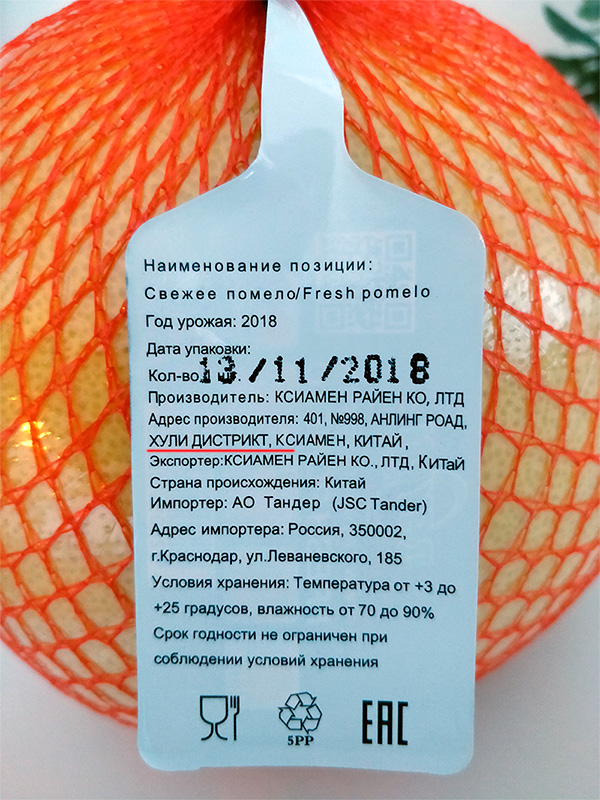 Наименование позиции:
Свежее помело/Fresh pomelo
Год урожая: 2018
Дата упаковки:
13/11/2018
Кол-во:
Производитель: КСИАМЕН РАЙЕН КО, ЛТД
Адрес производителя: 401, №998, АНЛИНГ РОАД,
ХУЛИ ДИСТРИКТ, КСИАМЕН, КИТАЙ,
Экспортер:КСИАМЕН РАЙЕН КО., ЛТД, КИТАЙ
Страна происхождения: Китай
Импортер: АО Тандер (JSC Tander)
Адрес импортера: Россия, 350002,
г.Краснодар, ул.Леваневского, 185
Условия хранения: Температура от +3 до
+25 градусов, влажность от 70 до 90%
Срок годности не ограничен при
соблюдении условий хранения
5PP
ЕАС